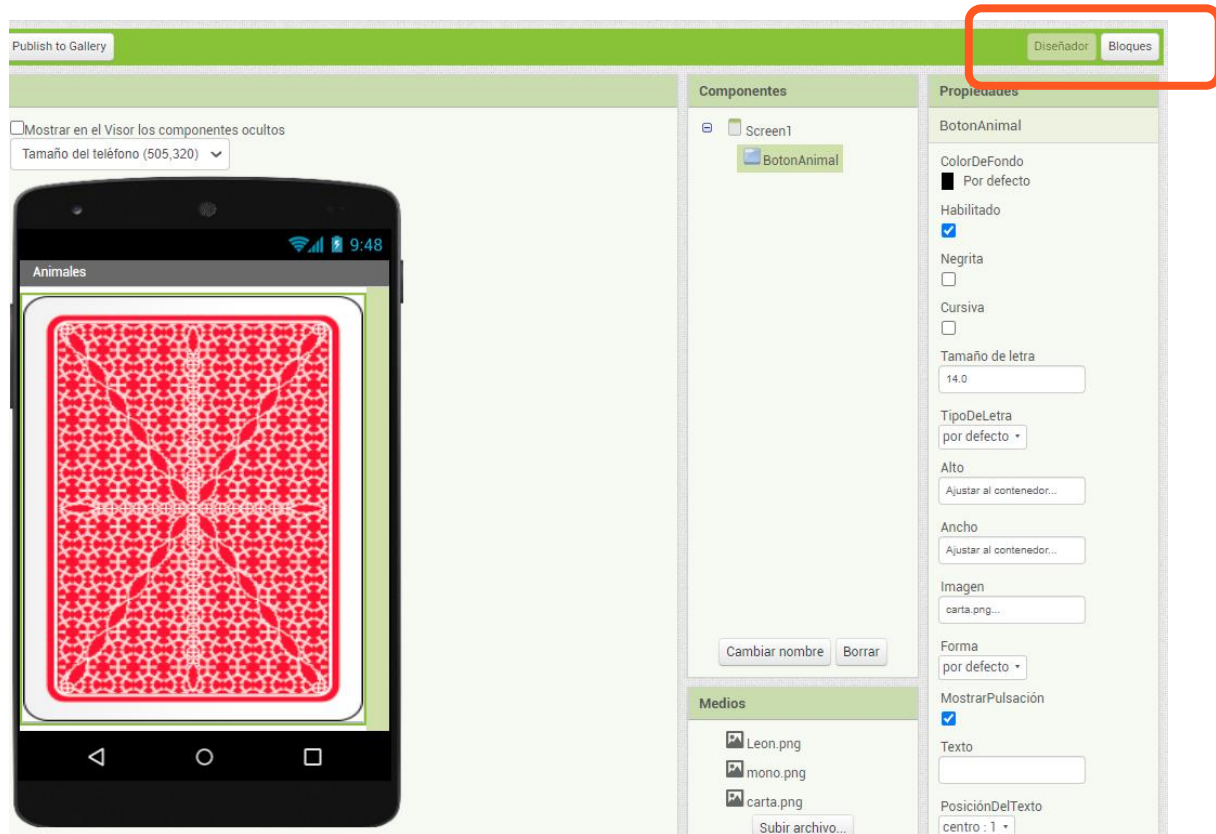 Publish to Gallery
Diseñador Bloques
Mostrar en el Visor los componentes ocultos
Tamaño del teléfono (505,320)
9:48
Animales
Componentes
Screen1
BotonAnimal
Cambiar nombre Borrar
Medios
Leon.png
mono.png
carta.png
Subir archivo...
Propiedades
BotonAnimal
ColorDeFondo
Por defecto
Habilitado
Negrita
Cursiva
Tamaño de letra
14.0
TipoDeLetra
por defecto
Alto
Ajustar al contenedor...
Ancho
Ajustar al contenedor...
Imagen
carta.png...
Forma
por defecto
MostrarPulsación
Texto
PosiciónDelTexto
centro : 1